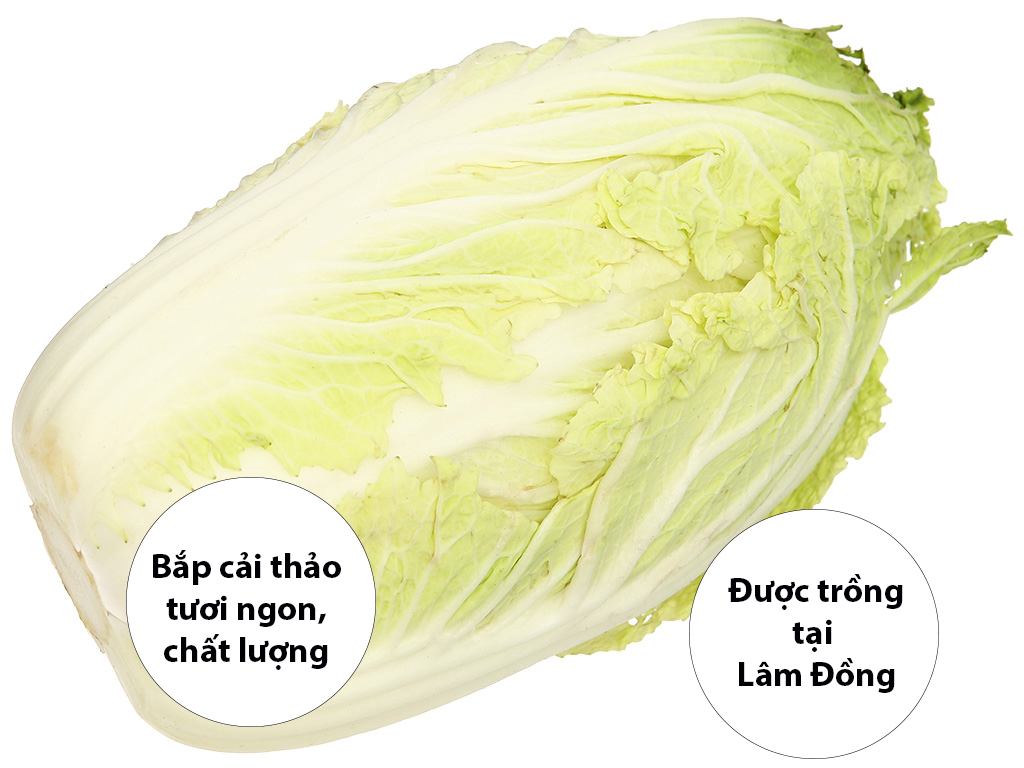 Bắp cải thảo
tươi ngon,
chất lượng
Được trồng
tại
Lâm Đồng